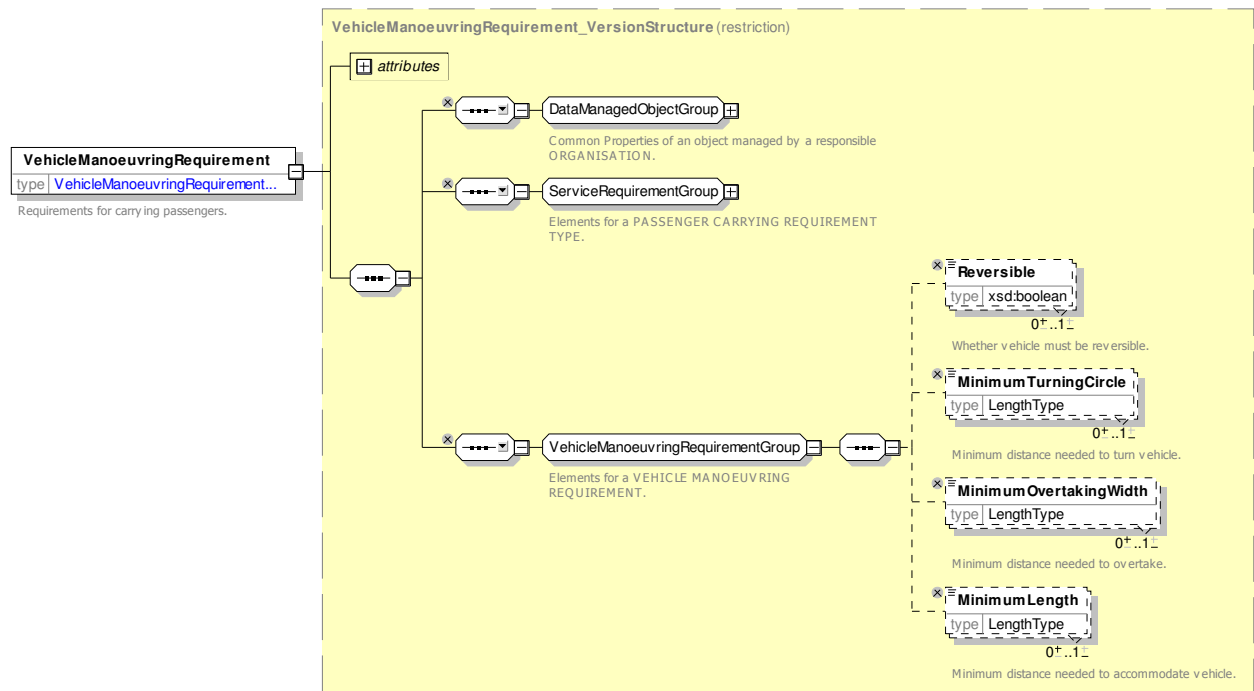 VehicleManoeuvringRequirement_VersionStructure (restriction)
attributes
DataManagedObjectGroup
Common Properties of an object managed by a responsible
ORGANISATION.
VehicleManoeuvringRequirement
type VehicleManoeuvringRequirement...
Requirements for carrying passengers.
ServiceRequirementGroup
Elements for a PASSENGER CARRYING REQUIREMENT
TYPE.
Reversible
type xsd:boolean
0..1
Whether vehicle must be reversible.
MinimumTurningCircle
type LengthType
0..1
Minimum distance needed to turn vehicle.
VehicleManoeuvringRequirementGroup
Elements for a VEHICLE MANOEUVRING
REQUIREMENT.
MinimumOvertakingWidth
type LengthType
0..1
Minimum distance needed to overtake.
MinimumLength
type LengthType
0..1
Minimum distance needed to accommodate vehicle.